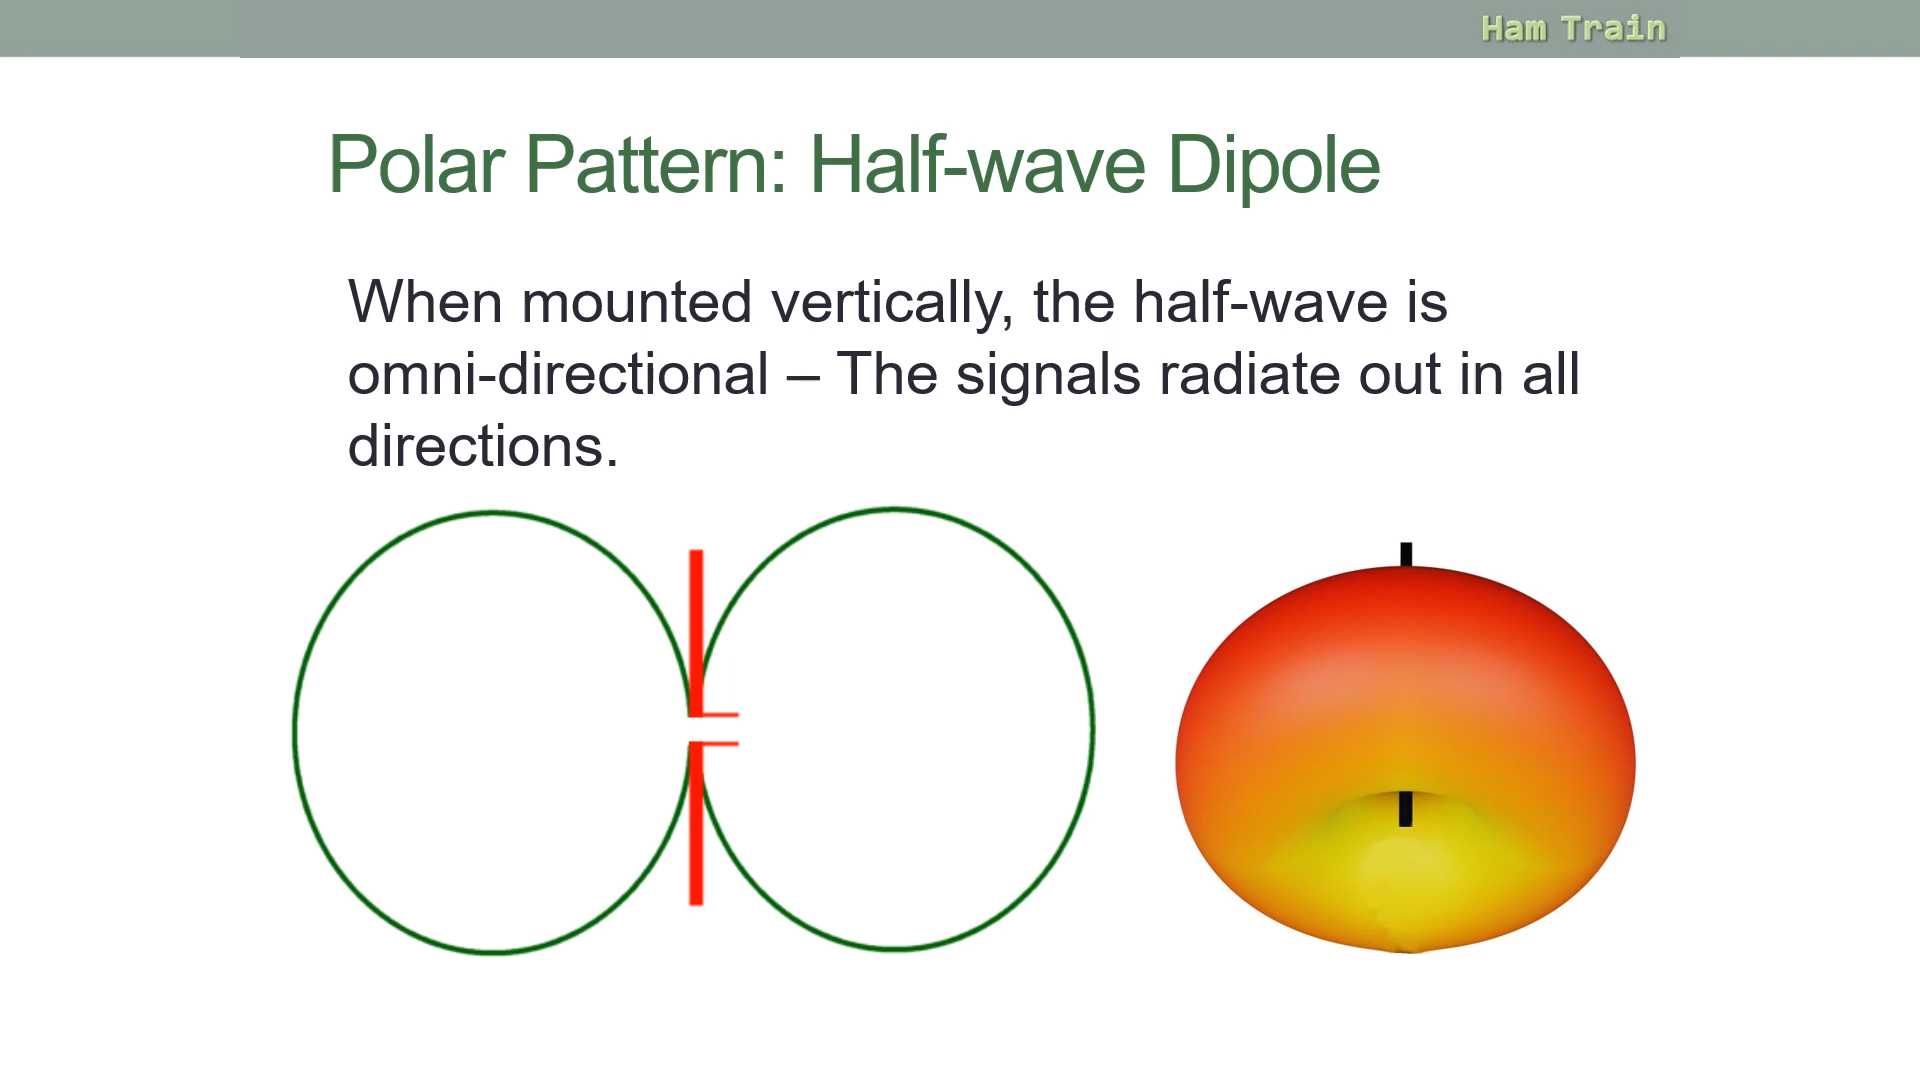 Ham Train
Polar Pattern: Half-wave Dipole
When mounted vertically, the half-wave is
omni-directional – The signals radiate out in all
directions.